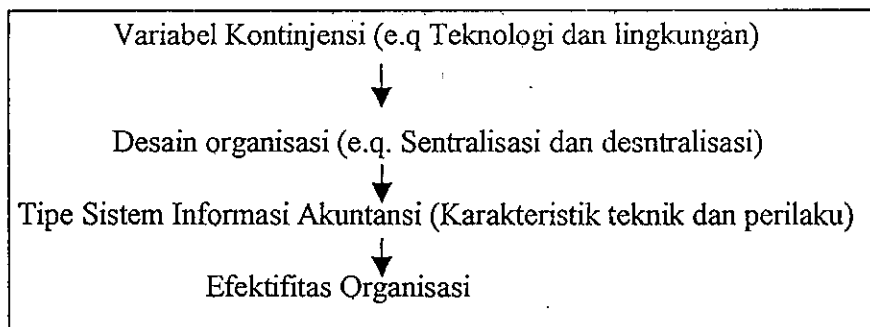 Variabel Kontinjensi (e.q Teknologi dan lingkungan)
Desain organisasi (e.q. Sentralisasi dan desntralisasi)
Tipe Sistem Informasi Akuntansi (Karakteristik teknik dan perilaku)
Efektifitas Organisasi